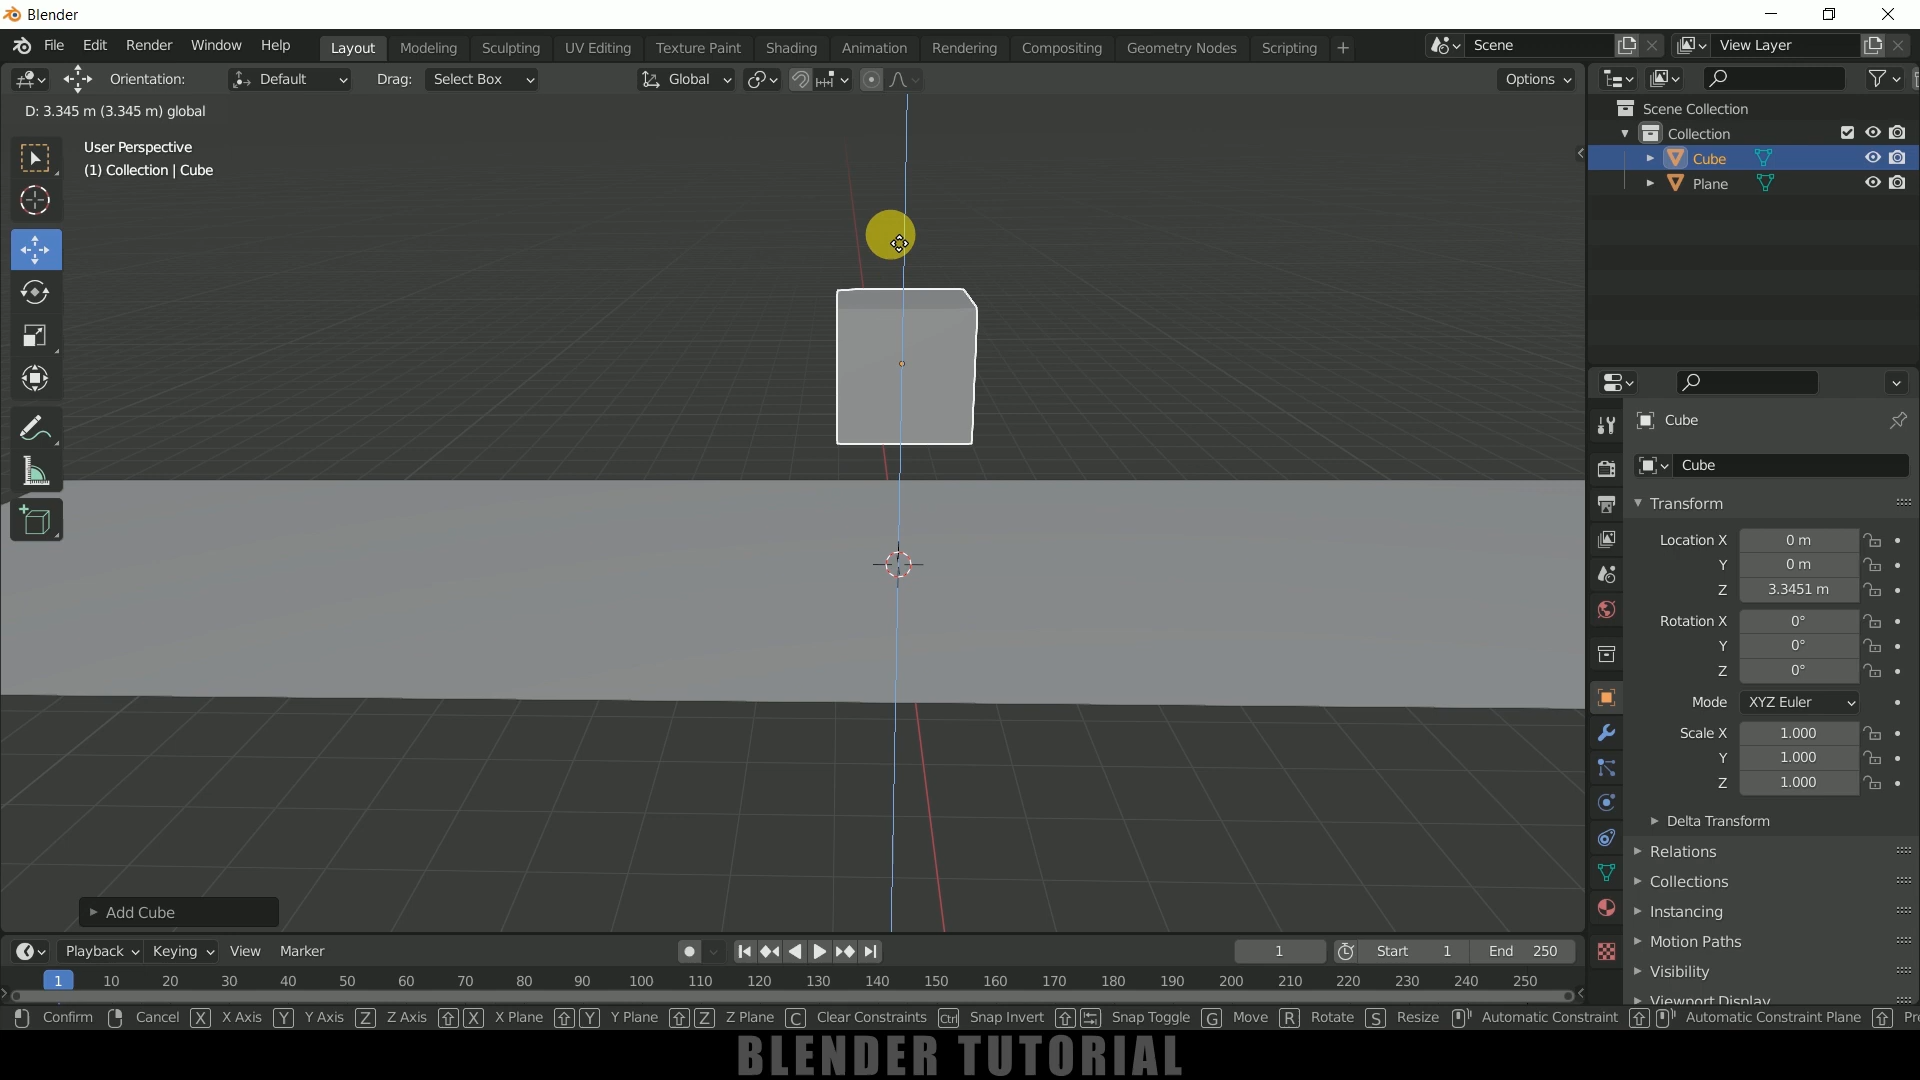 Blender
File Edit Render Window Help Layout Modeling Sculpting UV Editing Texture Paint Shading Animation Rendering Compositing Geometry Nodes Scripting + Scene View Layer
Orientation: Default Drag: Select Box Global Options
D: 3.345 m (3.345 m) global
User Perspective
(1) Collection | Cube
Scene Collection
Collection
Cube
Plane
Cube
Cube
Transform
Location X 0 m
Y 0 m
Z 3.3451 m
Rotation X 0°
Y 0°
Z 0°
Mode XYZ Euler
Scale X 1.000
Y 1.000
Z 1.000
Delta Transform
Relations
Collections
Instancing
Motion Paths
Visibility
Viewport Display
Add Cube
Playback Keying View Marker 1 Start 1 End 250
1 10 20 30 40 50 60 70 80 90 100 110 120 130 140 150 160 170 180 190 200 210 220 230 240 250
Confirm Cancel X X Axis Y Y Axis Z Z Axis X X Plane Y Y Plane Z Z Plane C Clear Constraints Ctrl Snap Invert Snap Toggle G Move R Rotate S Resize Automatic Constraint Automatic Constraint Plane
BLENDER TUTORIAL